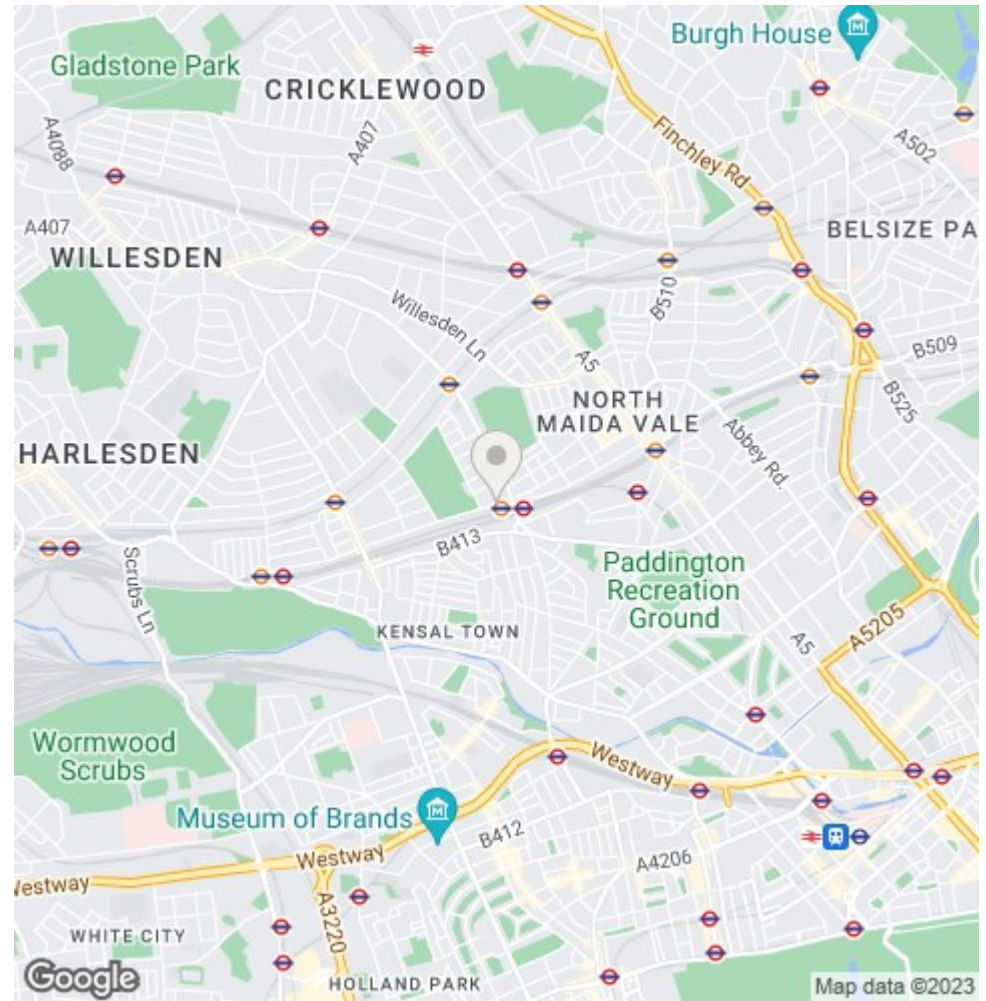 Burgh House
Gladstone Park
CRICKLEWOOD
A4088
A407
Finchley Rd
A502
A407
WILLESDEN
BELSIZE PA
B510
Willesden Ln
A5
B509
B525
NORTH
MAIDA VALE
Abbey Rd.
HARLESDEN
B413
Scrubs Ln
Paddington
Recreation
Ground
A5205
KENSAL TOWN
A5
Wormwood
Scrubs
Westway
Museum of Brands
B412
Westway
A4206
Westway
A3220
WHITE CITY
HOLLAND PARK
Google
Map data ©2023